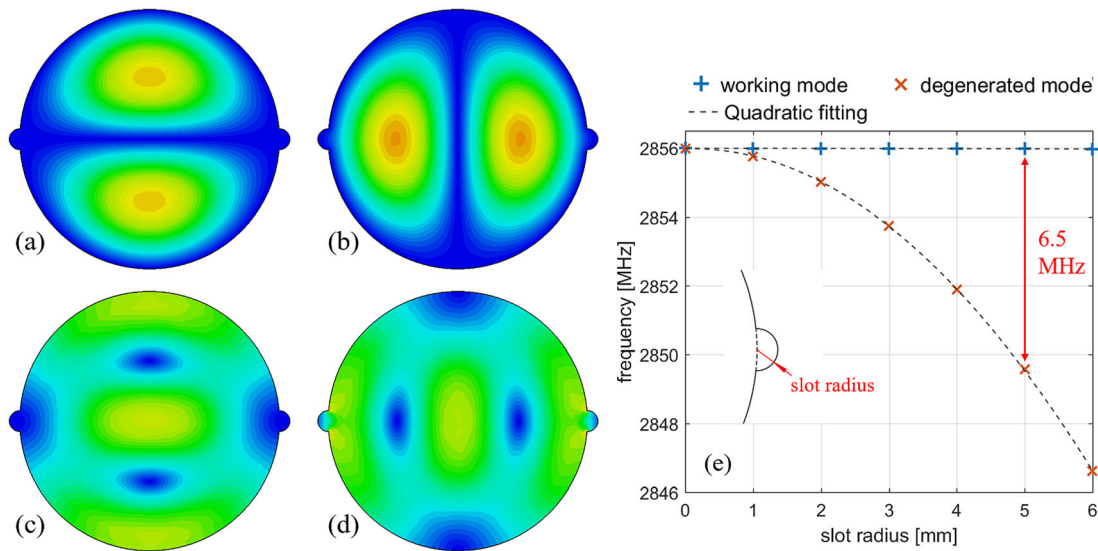 (a)
(b)
(c)
(d)
working mode
degenerated mode
Quadratic fitting
2856
2854
2852
2850
2848
2846
frequency [MHz]
6.5
MHz
slot radius
(e)
0
1
2
3
4
5
6
slot radius [mm]